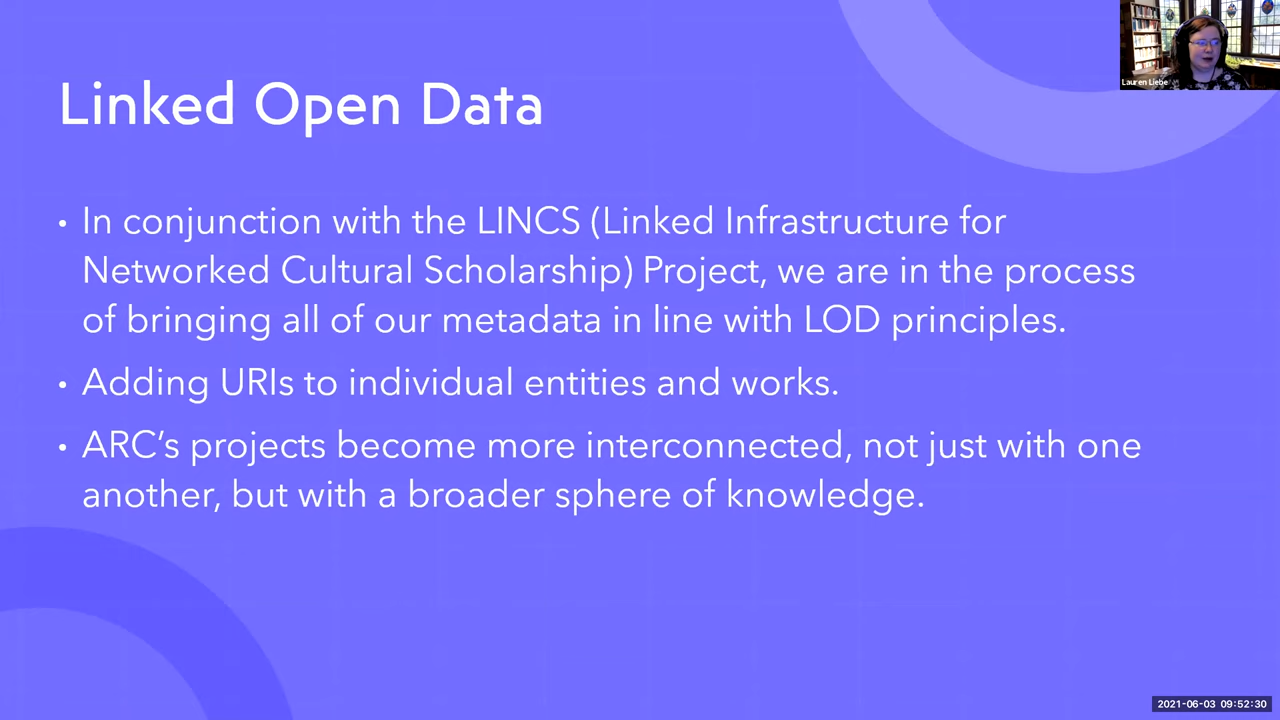 Linked Open Data
• In conjunction with the LINCS (Linked Infrastructure for
Networked Cultural Scholarship) Project, we are in the process
of bringing all of our metadata in line with LOD principles.
• Adding URIs to individual entities and works.
• ARC’s projects become more interconnected, not just with one
another, but with a broader sphere of knowledge.
Lauren Liebe
2021-06-03 09:52:30